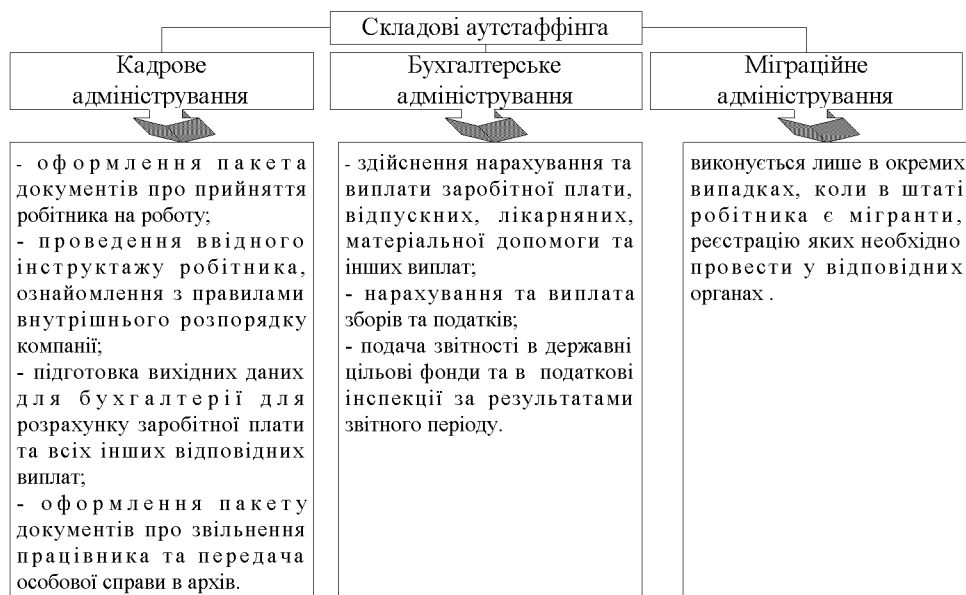 Складові аутстаффінга
Кадрове
адміністрування
- оформлення пакета
документів про прийняття
робітника на роботу;
- проведення ввідного
інструктажу робітника,
ознайомлення з правилами
внутрішнього розпорядку
компанії;
- підготовка вихідних даних
для бухгалтерії для
розрахунку заробітної плати
та всіх інших відповідних
виплат;
- оформлення пакету
документів про звільнення
працівника та передача
особової справи в архів.
Бухгалтерське
адміністрування
- здійснення нарахування та
виплати заробітної плати,
відпускних, лікарняних,
матеріальної допомоги та
інших виплат;
- нарахування та виплата
зборів та податків;
- подача звітності в державні
цільові фонди та в податкові
інспекції за результатами
звітного періоду.
Міграційне
адміністрування
виконується лише в окремих
випадках, коли в штаті
робітника є мігранти,
реєстрацію яких необхідно
провести у відповідних
органах .